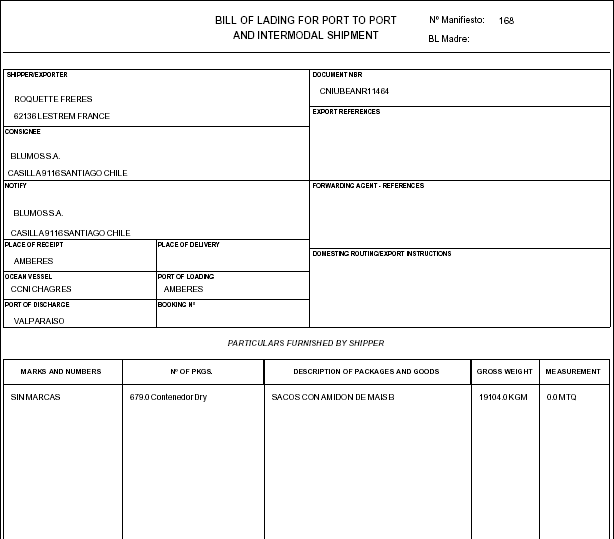 BILL OF LADING FOR PORT TO PORT
AND INTERMODAL SHIPMENT
Nº Manifiesto: 168
BL Madre:
SHIPPER/EXPORTER
ROQUETTE FRERES
62136 LESTREM FRANCE
DOCUMENT NBR
CNIUBEANR11464
EXPORT REFERENCES
CONSIGNEE
BLUMOS S.A.
CASILLA 9116 SANTIAGO CHILE
NOTIFY
BLUMOS S.A.
CASILLA 9116 SANTIAGO CHILE
FORWARDING AGENT - REFERENCES
PLACE OF RECEIPT
AMBERES
PLACE OF DELIVERY
DOMESTING ROUTING/EXPORT INSTRUCTIONS
OCEAN VESSEL
CCNI CHAGRES
PORT OF LOADING
AMBERES
PORT OF DISCHARGE
VALPARAISO
BOOKING Nº
PARTICULARS FURNISHED BY SHIPPER
MARKS AND NUMBERS Nº OF PKGS. DESCRIPTION OF PACKAGES AND GOODS GROSS WEIGHT MEASUREMENT
SIN MARCAS 679.0 Contenedor Dry SACOS CON AMIDON DE MAIS B 19104.0 KGM 0.0 MTQ